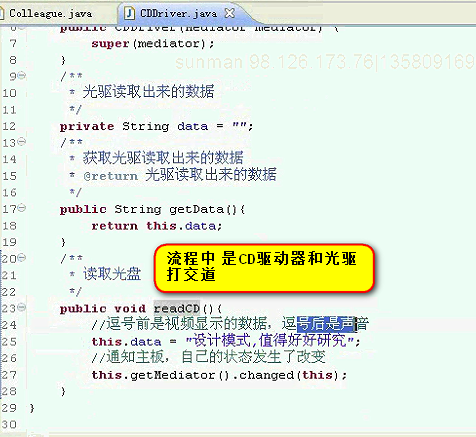 Colleague.java
CDDriver.java
6 public CDDriver(Mediator mediator){
7 super(mediator);
8 }
sunman 98 126 173 76|135809169
9 /**
10 * 光驱读取出来的数据
11 */
12 private String data = "";
13 /**
14 * 获取光驱读取出来的数据
15 * @return 光驱读取出来的数据
16 */
17 public String getData(){
18 return this.data;
19 }
20 /**
21 * 读取光盘
22 */
流程中 是CD驱动器和光驱
打交道
23 public void readCD(){
24 //逗号前是视频显示的数据，逗号后是声音
25 this.data = "设计模式,值得好好研究";
26 //通知主板，自己的状态发生了改变
27 this.getMediator().changed(this);
28 }
29 }
30